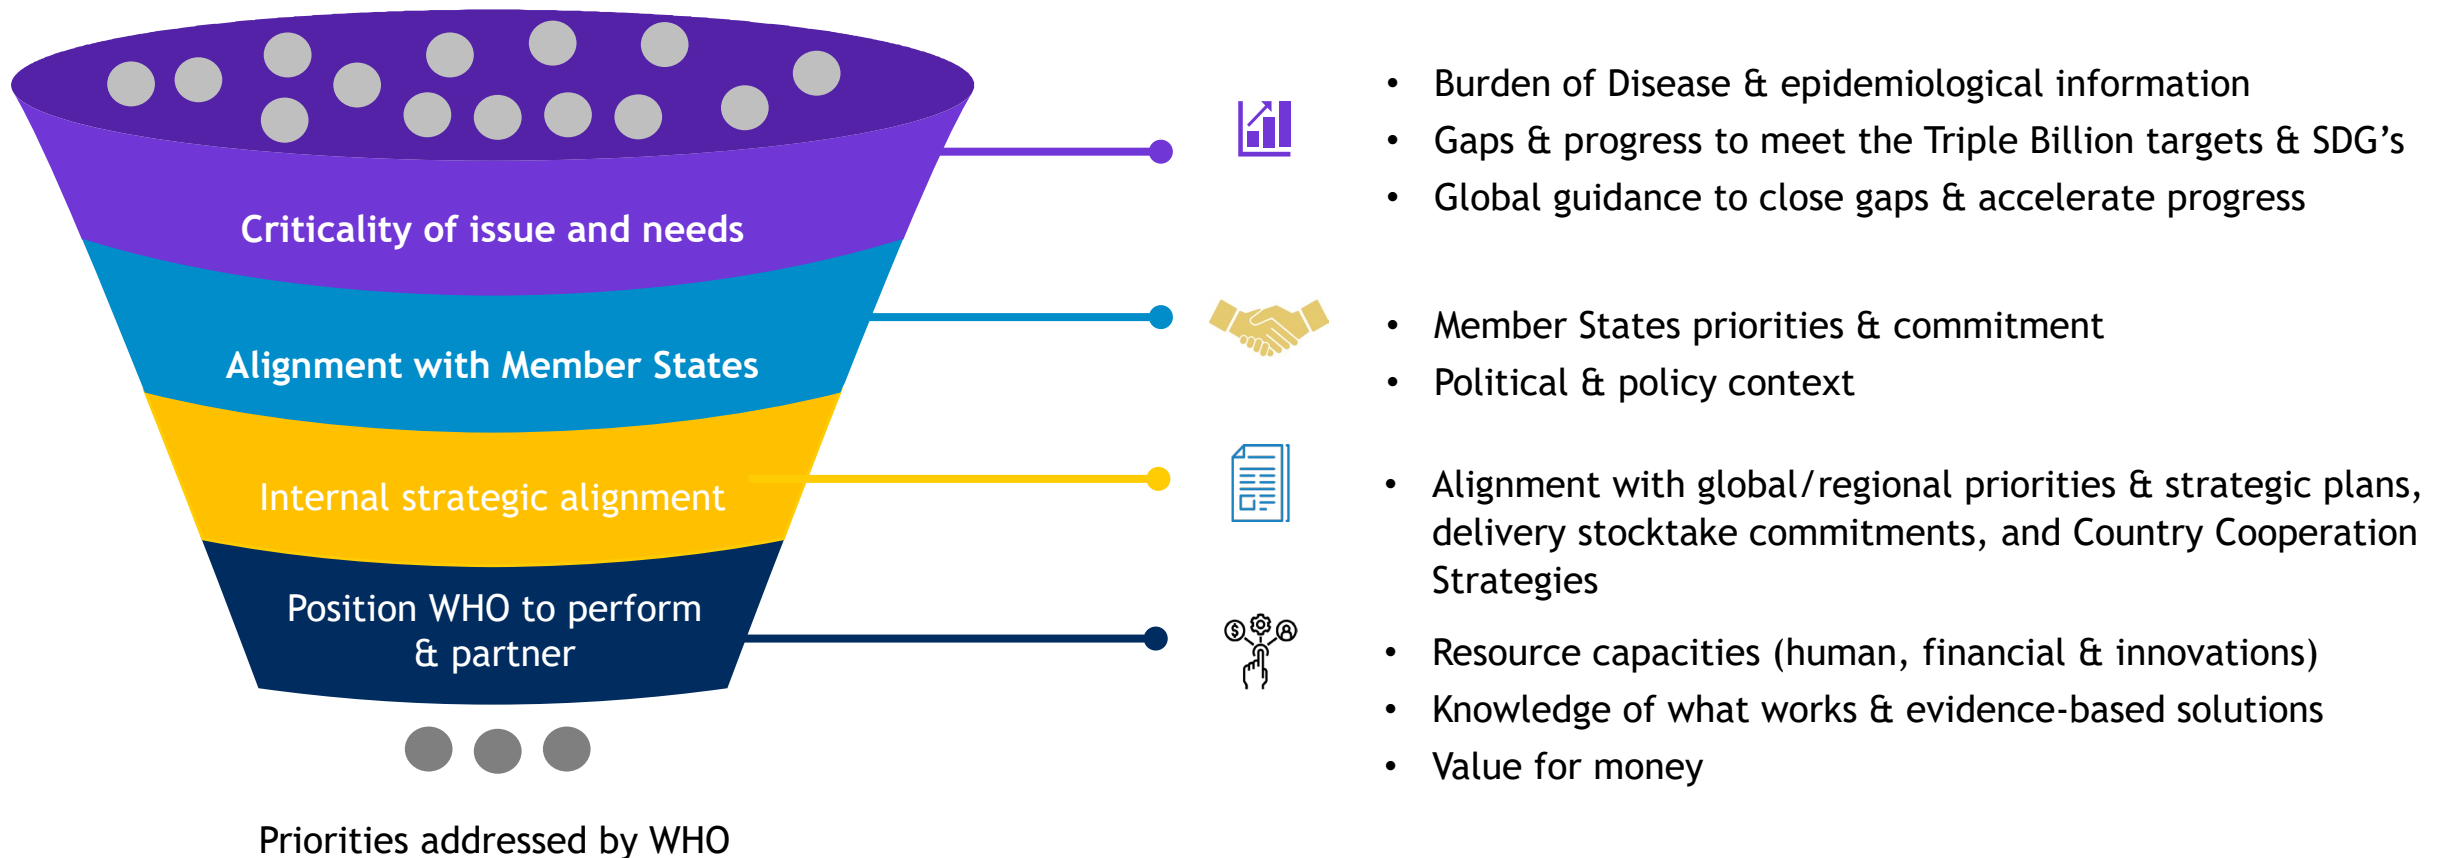 Criticality of issue and needs
• Burden of Disease & epidemiological information
• Gaps & progress to meet the Triple Billion targets & SDG’s
• Global guidance to close gaps & accelerate progress
Alignment with Member States
• Member States priorities & commitment
• Political & policy context
Internal strategic alignment
• Alignment with global/regional priorities & strategic plans,
delivery stocktake commitments, and Country Cooperation
Strategies
Position WHO to perform
& partner
• Resource capacities (human, financial & innovations)
• Knowledge of what works & evidence-based solutions
• Value for money
Priorities addressed by WHO